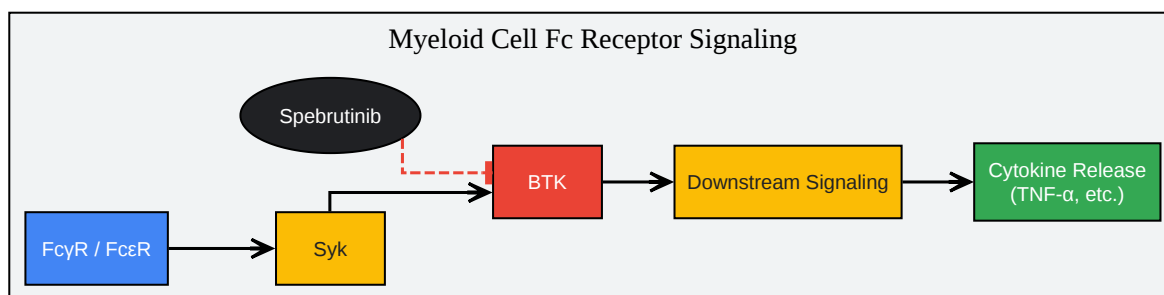 Myeloid Cell Fc Receptor Signaling
Spebrutinib
BTK
Downstream Signaling
Cytokine Release
(TNF-α, etc.)
FcγR / FcεR
Syk